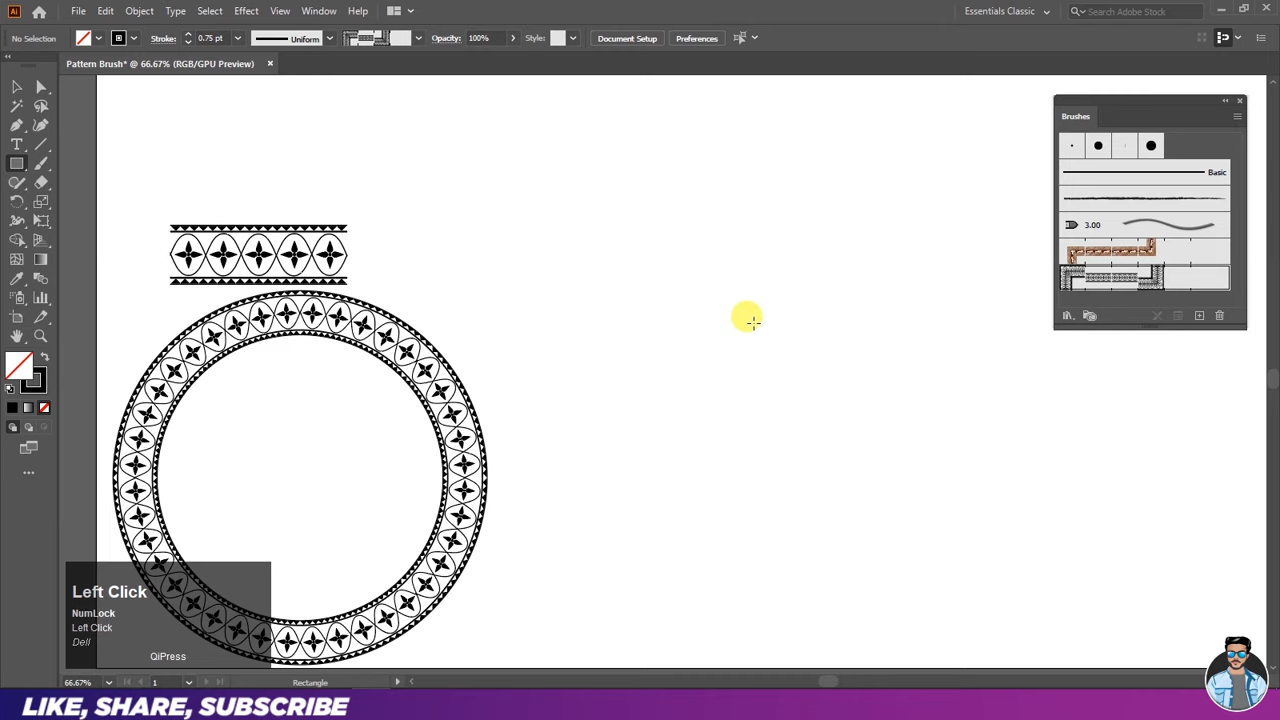 Ai File Edit Object Type Select Effect View Window Help Essentials Classic Search Adobe Stock
No Selection Stroke: 0.75 pt Uniform Opacity: 100% Style: Document Setup Preferences
Pattern Brush* @ 66.67% (RGB/GPU Preview)
Brushes
Basic
3.00
Left Click
NumLock
Left Click
Dell
QiPress
66.67% 1 Rectangle
LIKE, SHARE, SUBSCRIBE